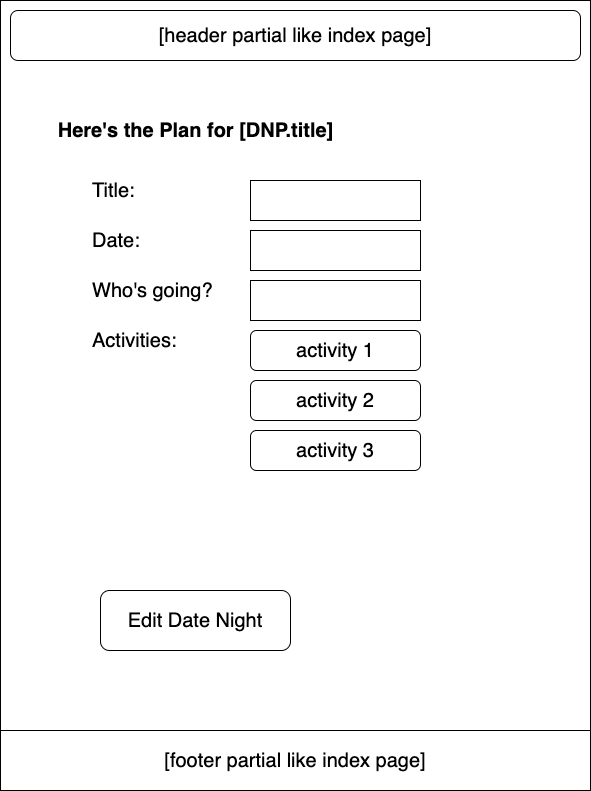 [header partial like index page]
Here's the Plan for [DNP.title]
Title:
Date:
Who's going?
Activities:
activity 1
activity 2
activity 3
Edit Date Night
[footer partial like index page]